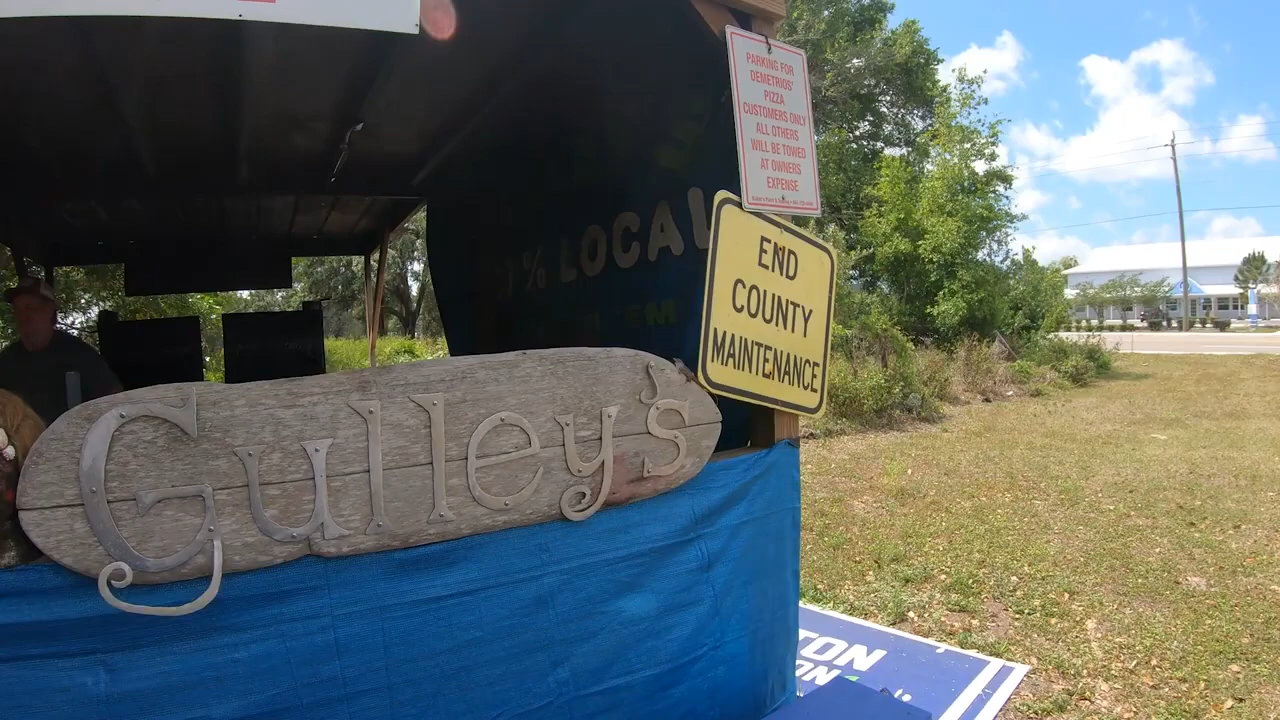 PARKING FOR
DEMETRIOS'
PIZZA
CUSTOMERS ONLY
ALL OTHERS
WILL BE TOWED
AT OWNERS
EXPENSE
% LOCAL
END
COUNTY
MAINTENANCE
Gulley's
TON
ON